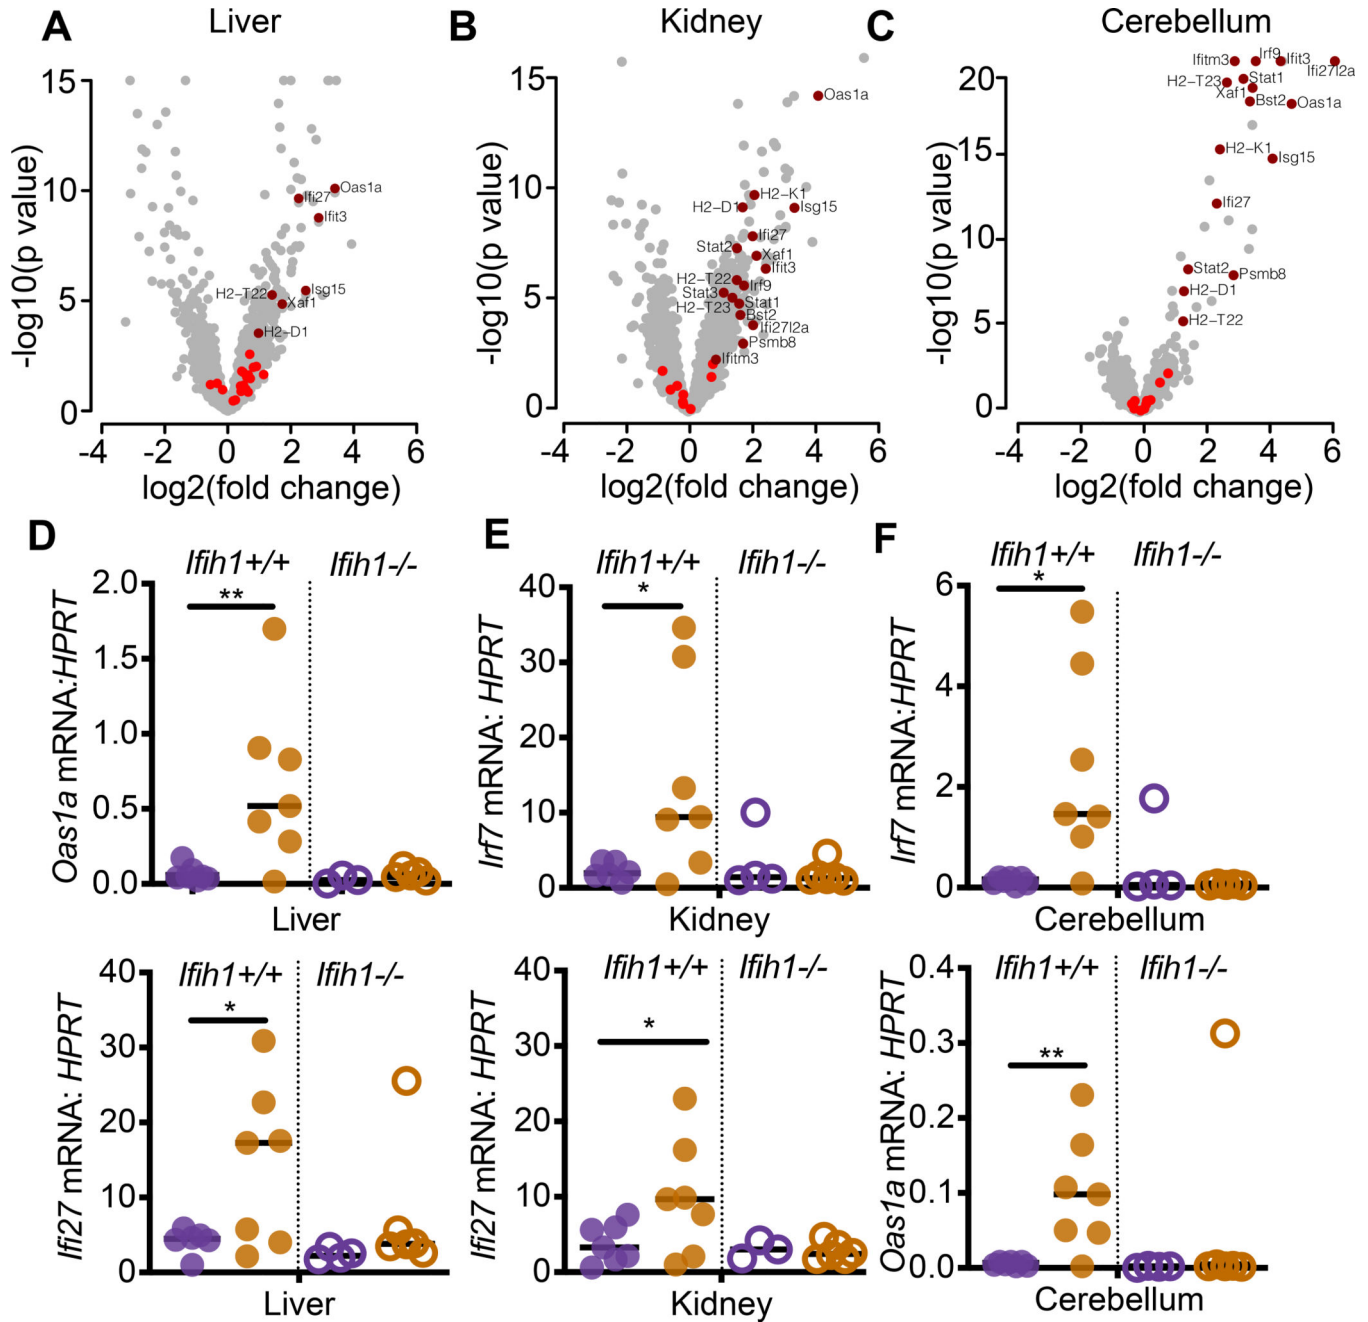 A Liver
-log10(p value)
15
10
5
0
Oas1a
Ifi27
Ifit3
Isg15
H2-T22
Xaf1
H2-D1
-4 -2 0 2 4 6
log2(fold change)
B Kidney
-log10(p value)
15
10
5
0
Oas1a
H2-K1
H2-D1
Isg15
Ifi27
Stat2
Xaf1
Ifit3
H2-T22
Irf9
Stat3
Stat1
H2-T23
Bst2
Ifi27l2a
Psmb8
Ifitm3
-4 -2 0 2 4 6
log2(fold change)
C Cerebellum
-log10(p value)
20
15
10
5
0
Ifitm3
Irf9
Ifit3
Ifi27l2a
H2-T23
Stat1
Xaf1
Bst2
Oas1a
H2-K1
Isg15
Ifi27
Stat2
Psmb8
H2-D1
H2-T22
-4 -2 0 2 4 6
log2(fold change)
D
Ifih1+/+ Ifih1-/-
**
Oas1a mRNA:HPRT
2.0
1.5
1.0
0.5
0.0
Liver
E
Ifih1+/+ Ifih1-/-
*
Irf7 mRNA: HPRT
40
30
20
10
0
Kidney
F
Ifih1+/+ Ifih1-/-
*
Irf7 mRNA:HPRT
6
4
2
0
Cerebellum
Ifih1+/+ Ifih1-/-
*
Ifi27 mRNA: HPRT
40
30
20
10
0
Liver
Ifih1+/+ Ifih1-/-
*
Ifi27 mRNA: HPRT
40
30
20
10
0
Kidney
Ifih1+/+ Ifih1-/-
**
Oas1a mRNA: HPRT
0.4
0.3
0.2
0.1
0.0
Cerebellum